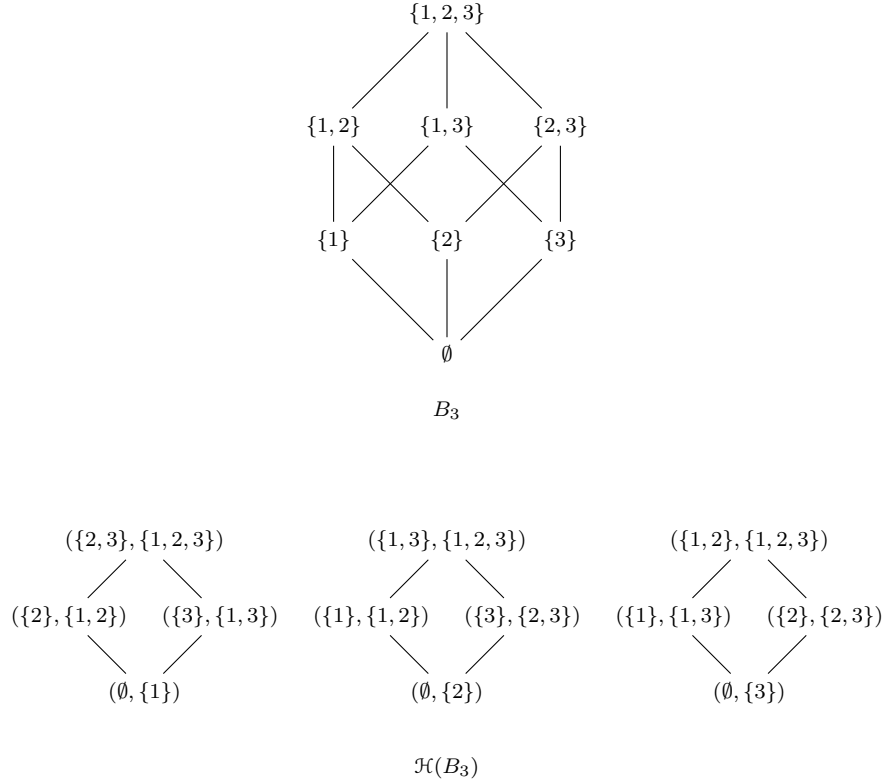 {1, 2, 3}
{1, 2} {1, 3} {2, 3}
{1} {2} {3}
∅
B₃
({2, 3}, {1, 2, 3}) ({1, 3}, {1, 2, 3}) ({1, 2}, {1, 2, 3})
({2}, {1, 2}) ({3}, {1, 3}) ({1}, {1, 2}) ({3}, {2, 3}) ({1}, {1, 3}) ({2}, {2, 3})
(∅, {1}) (∅, {2}) (∅, {3})
ℋ(B₃)